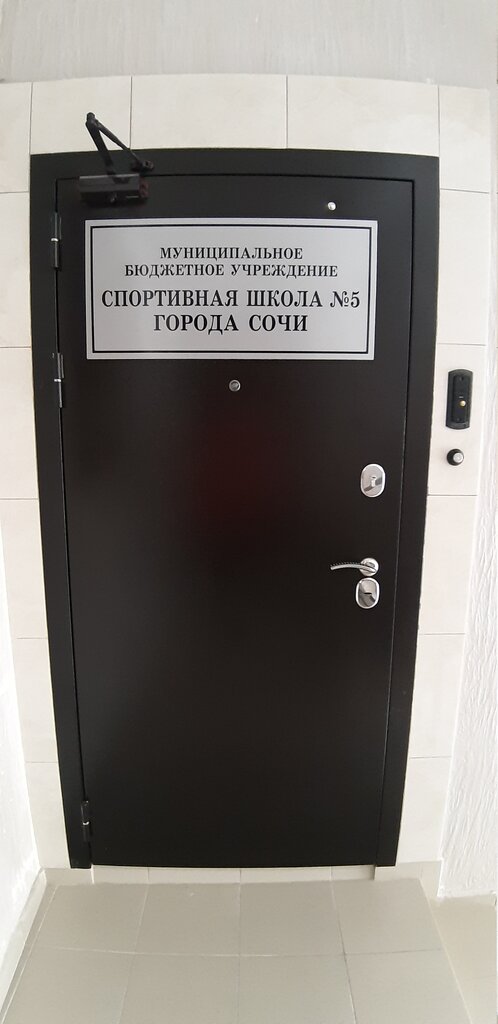 МУНИЦИПАЛЬНОЕ
БЮДЖЕТНОЕ УЧРЕЖДЕНИЕ
СПОРТИВНАЯ ШКОЛА №5
ГОРОДА СОЧИ